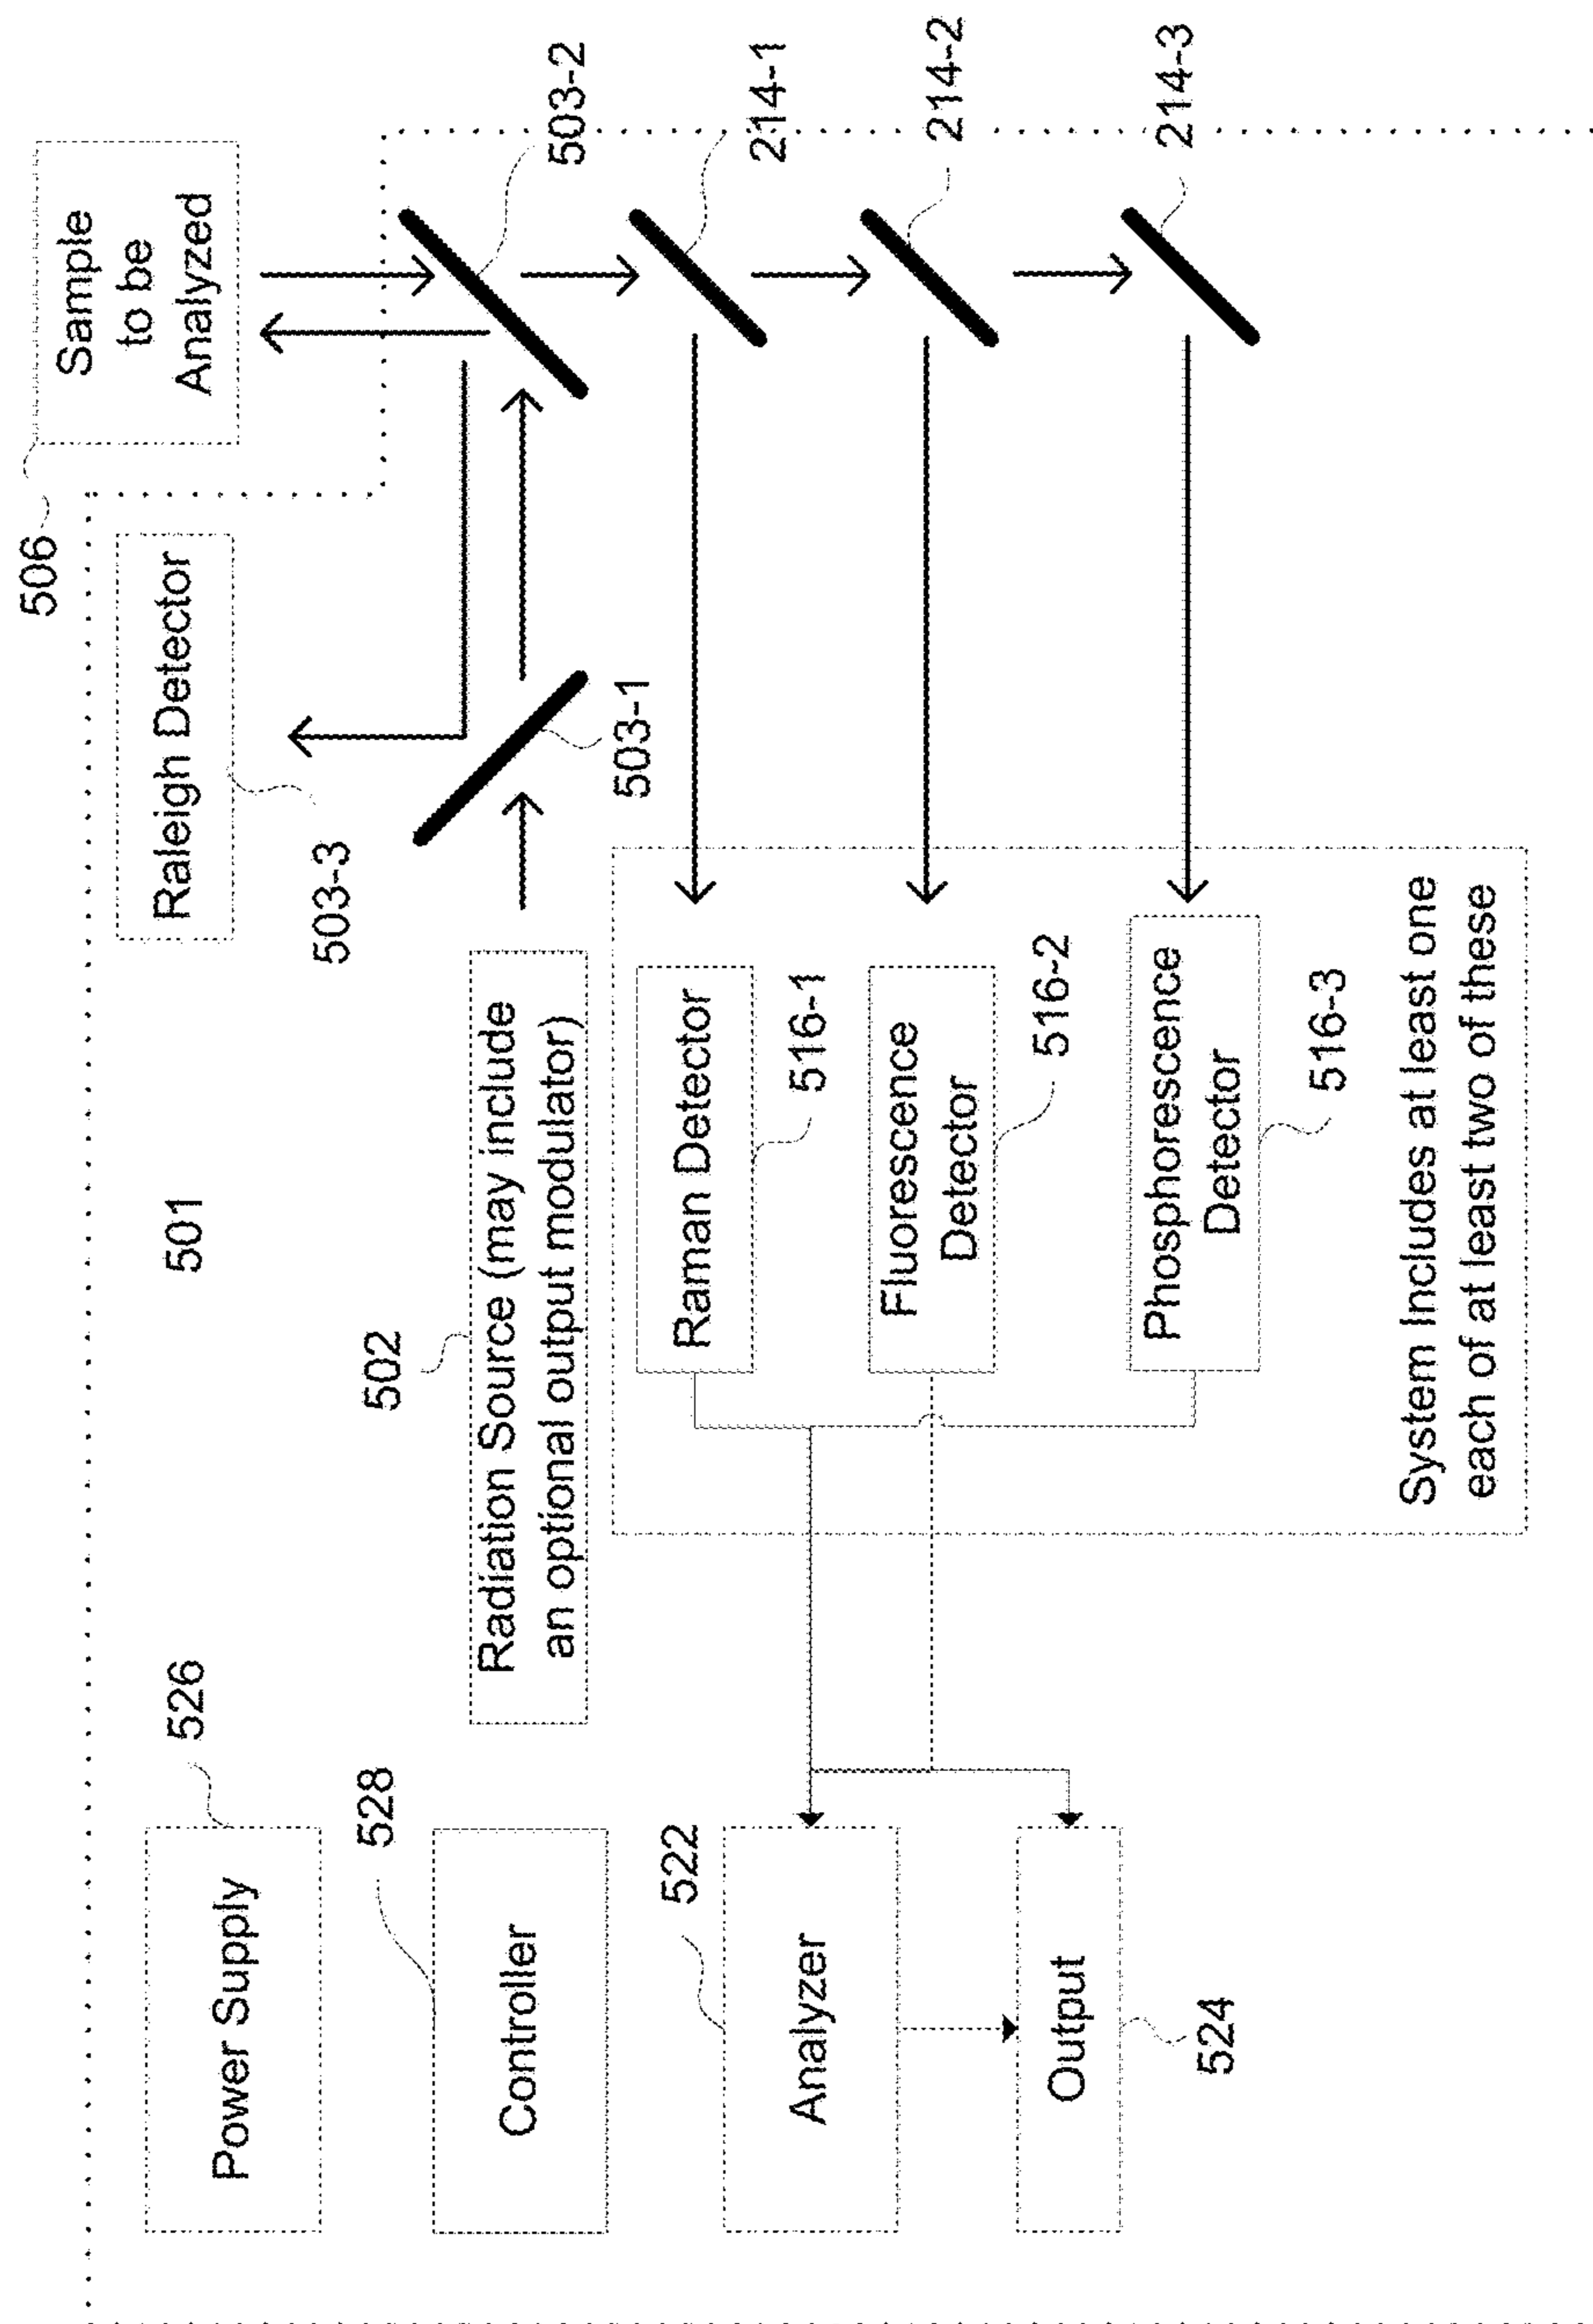 506
Sample
to be
Analyzed
Raleigh Detector
503-3
503-2
503-1
214-1
214-2
214-3
501
502
Radiation Source (may include
an optional output modulator)
Raman Detector
516-1
Fluorescence
Detector
516-2
Phosphorescence
Detector
516-3
System Includes at least one
each of at least two of these
526
Power Supply
528
Controller
522
Analyzer
Output
524